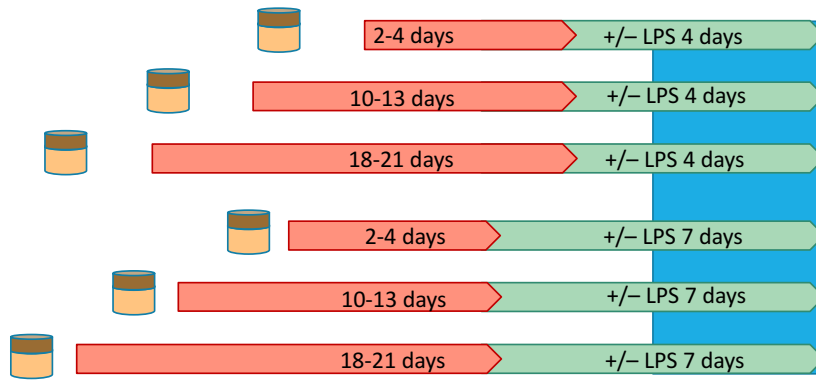 2-4 days +/– LPS 4 days
10-13 days +/– LPS 4 days
18-21 days +/– LPS 4 days
2-4 days +/– LPS 7 days
10-13 days +/– LPS 7 days
18-21 days +/– LPS 7 days